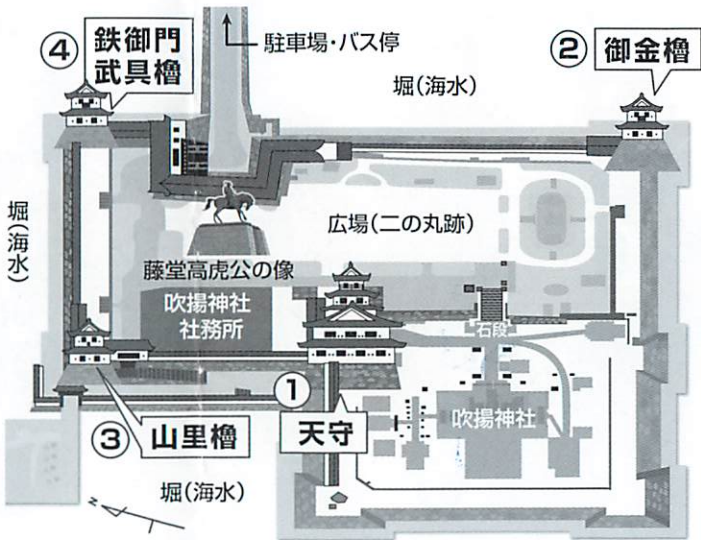 ④ 鉄御門
武具櫓
駐車場・バス停
② 御金櫓
堀(海水)
堀(海水)
広場(二の丸跡)
藤堂高虎公の像
吹揚神社
社務所
石段
①
天守
吹揚神社
③ 山里櫓
堀(海水)
N